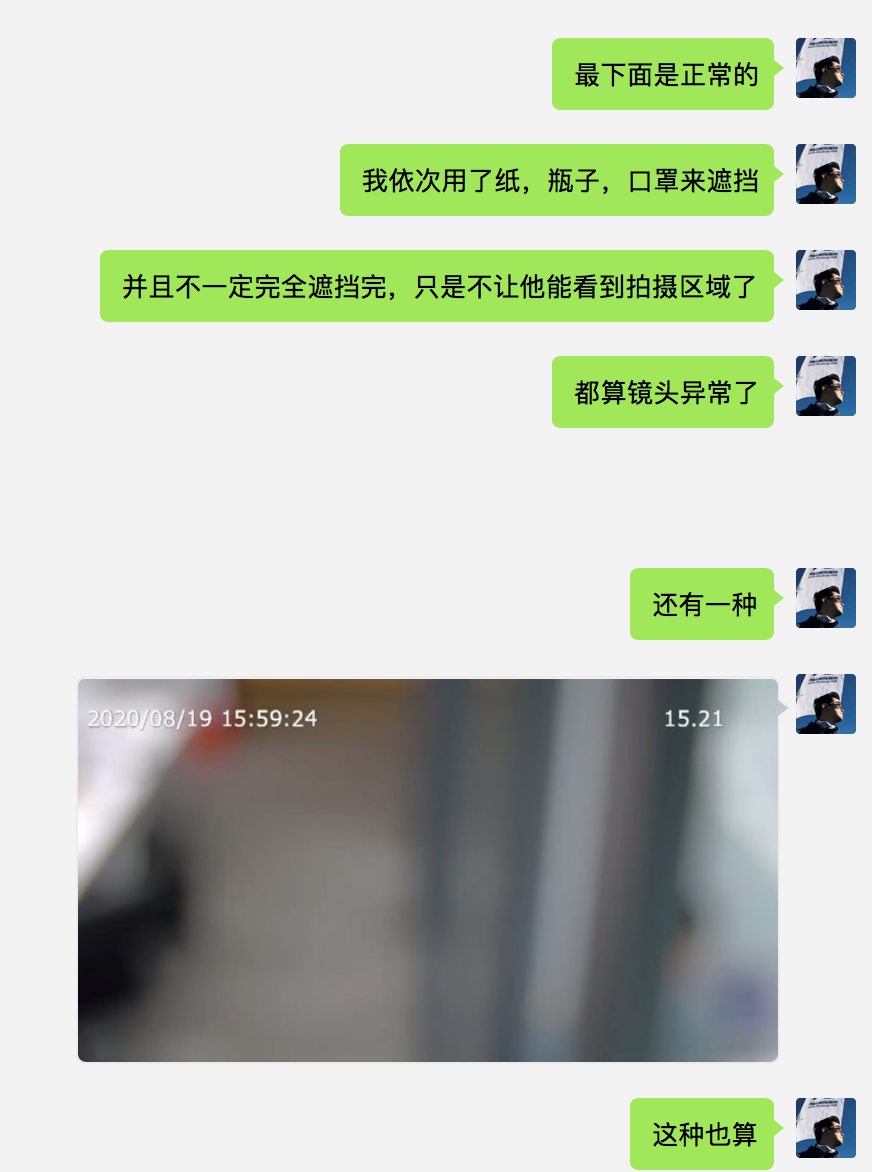 最下面是正常的
我依次用了纸，瓶子，口罩来遮挡
并且不一定完全遮挡完，只是不让他能看到拍摄区域了
都算镜头异常了
还有一种
2020/08/19 15:59:24 15.21
这种也算